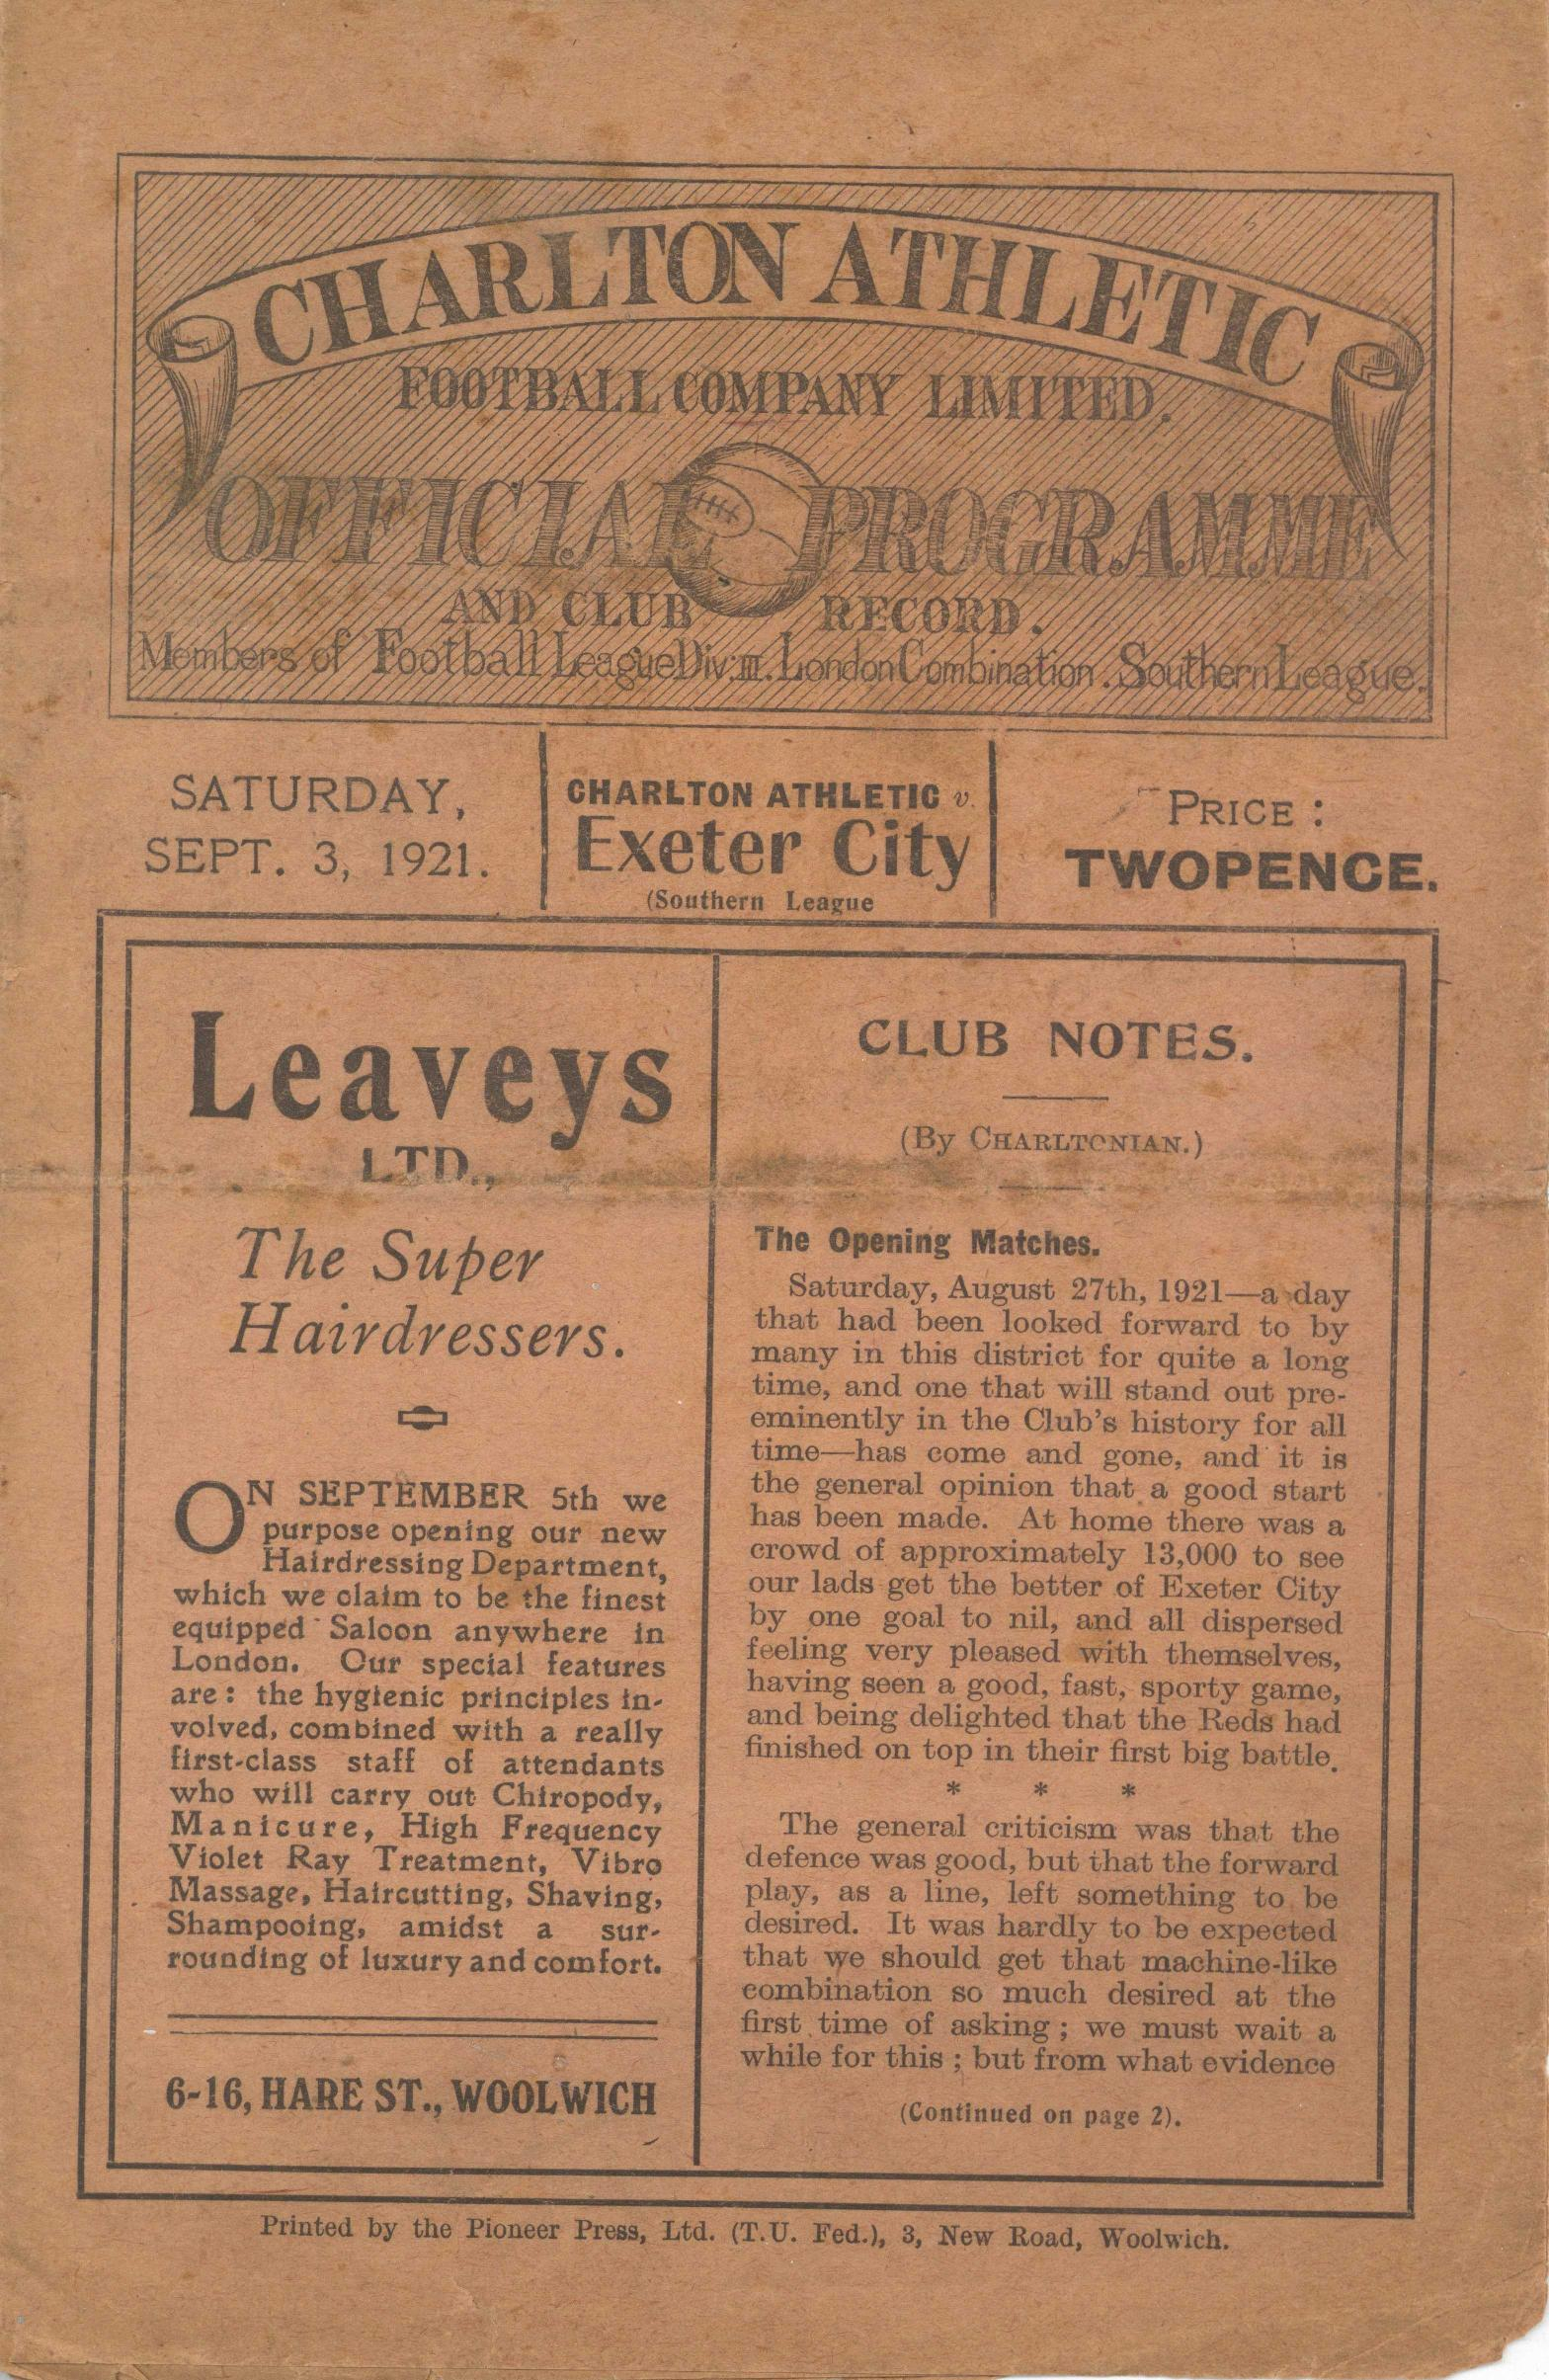 CHARLTON ATHLETIC
FOOTBALL COMPANY LIMITED.
OFFICIAL PROGRAMME
AND CLUB RECORD.
Members of Football League Div: III. London Combination. Southern League.
SATURDAY,
SEPT. 3, 1921.
CHARLTON ATHLETIC v.
Exeter City
(Southern League
PRICE :
TWOPENCE.
Leaveys
LTD.,
The Super
Hairdressers.
ON SEPTEMBER 5th we
purpose opening our new
Hairdressing Department,
which we claim to be the finest
equipped Saloon anywhere in
London. Our special features
are: the hygienic principles in-
volved, combined with a really
first-class staff of attendants
who will carry out Chiropody,
Manicure, High Frequency
Violet Ray Treatment, Vibro
Massage, Haircutting, Shaving,
Shampooing, amidst a sur-
rounding of luxury and comfort.
6-16, HARE ST., WOOLWICH
CLUB NOTES.
(By CHARLTONIAN.)
The Opening Matches.
Saturday, August 27th, 1921—a day
that had been looked forward to by
many in this district for quite a long
time, and one that will stand out pre-
eminently in the Club's history for all
time—has come and gone, and it is
the general opinion that a good start
has been made. At home there was a
crowd of approximately 13,000 to see
our lads get the better of Exeter City
by one goal to nil, and all dispersed
feeling very pleased with themselves,
having seen a good, fast, sporty game,
and being delighted that the Reds had
finished on top in their first big battle.
* * *
The general criticism was that the
defence was good, but that the forward
play, as a line, left something to be
desired. It was hardly to be expected
that we should get that machine-like
combination so much desired at the
first time of asking ; we must wait a
while for this ; but from what evidence
(Continued on page 2).
Printed by the Pioneer Press, Ltd. (T.U. Fed.), 3, New Road, Woolwich.